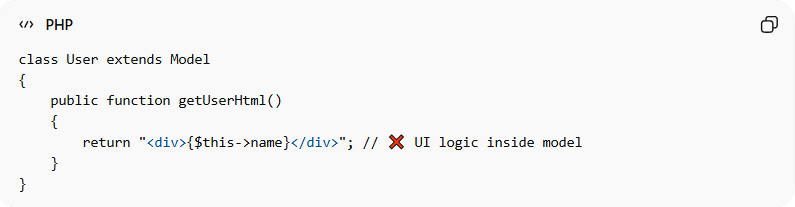 </> PHP
class User extends Model
{
    public function getUserHtml()
    {
        return "<div>{$this->name}</div>"; // ❌ UI logic inside model
    }
}